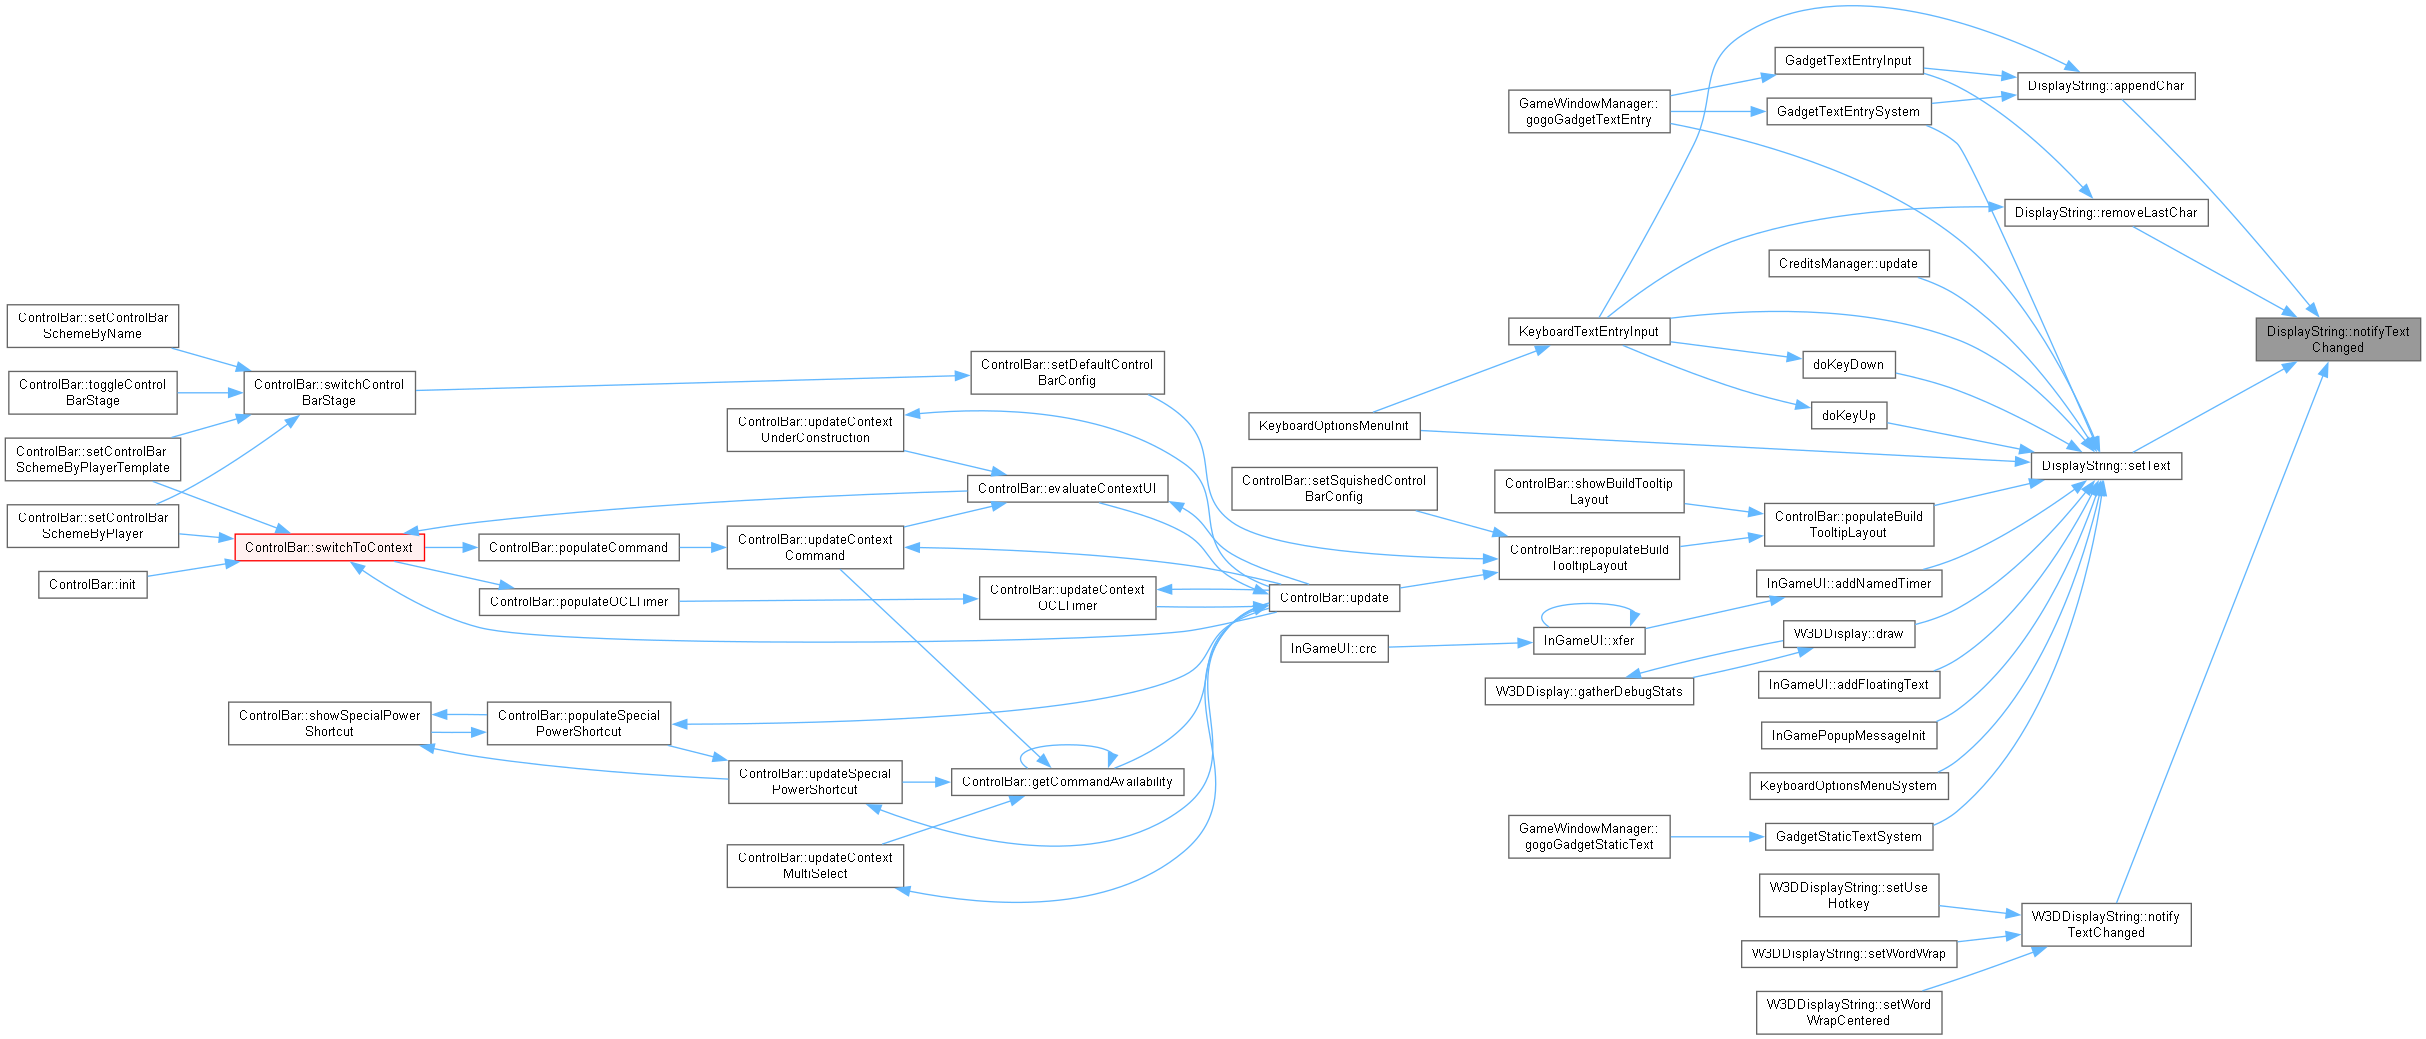 GadgetTextEntryInput
DisplayString::appendChar
GameWindowManager::
gogoGadgetTextEntry
GadgetTextEntrySystem
DisplayString::removeLastChar
CreditsManager::update
ControlBar::setControlBar
SchemeByName
KeyboardTextEntryInput
DisplayString::notifyText
Changed
doKeyDown
ControlBar::setDefaultControl
BarConfig
ControlBar::toggleControl
BarStage
ControlBar::switchControl
BarStage
doKeyUp
KeyboardOptionsMenuInit
ControlBar::updateContext
UnderConstruction
ControlBar::setControlBar
SchemeByPlayerTemplate
DisplayString::setText
ControlBar::evaluateContextUI
ControlBar::setSquishedControl
BarConfig
ControlBar::showBuildTooltip
Layout
ControlBar::setControlBar
SchemeByPlayer
ControlBar::populateBuild
TooltipLayout
ControlBar::switchToContext
ControlBar::populateCommand
ControlBar::updateContext
Command
ControlBar::repopulateBuild
TooltipLayout
ControlBar::init
InGameUI::addNamedTimer
ControlBar::populateOCLTimer
ControlBar::updateContext
OCLTimer
ControlBar::update
W3DDisplay::draw
InGameUI::xfer
InGameUI::crc
InGameUI::addFloatingText
W3DDisplay::gatherDebugStats
ControlBar::showSpecialPower
Shortcut
ControlBar::populateSpecial
PowerShortcut
InGamePopupMessageInit
ControlBar::updateSpecial
PowerShortcut
ControlBar::getCommandAvailability
KeyboardOptionsMenuSystem
GameWindowManager::
gogoGadgetStaticText
GadgetStaticTextSystem
ControlBar::updateContext
MultiSelect
W3DDisplayString::setUse
Hotkey
W3DDisplayString::notify
TextChanged
W3DDisplayString::setWordWrap
W3DDisplayString::setWord
WrapCentered